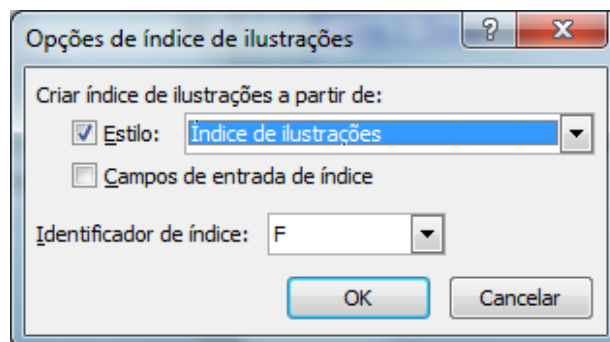 Opções de índice de ilustrações
Criar índice de ilustrações a partir de:
Estilo: Índice de ilustrações
Campos de entrada de índice
Identificador de índice: F
OK Cancelar